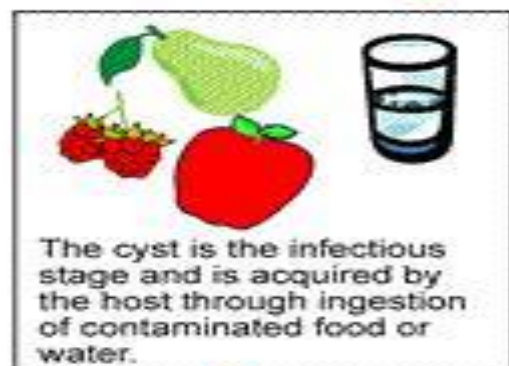 The cyst is the infectious
stage and is acquired by
the host through ingestion
of contaminated food or
water.